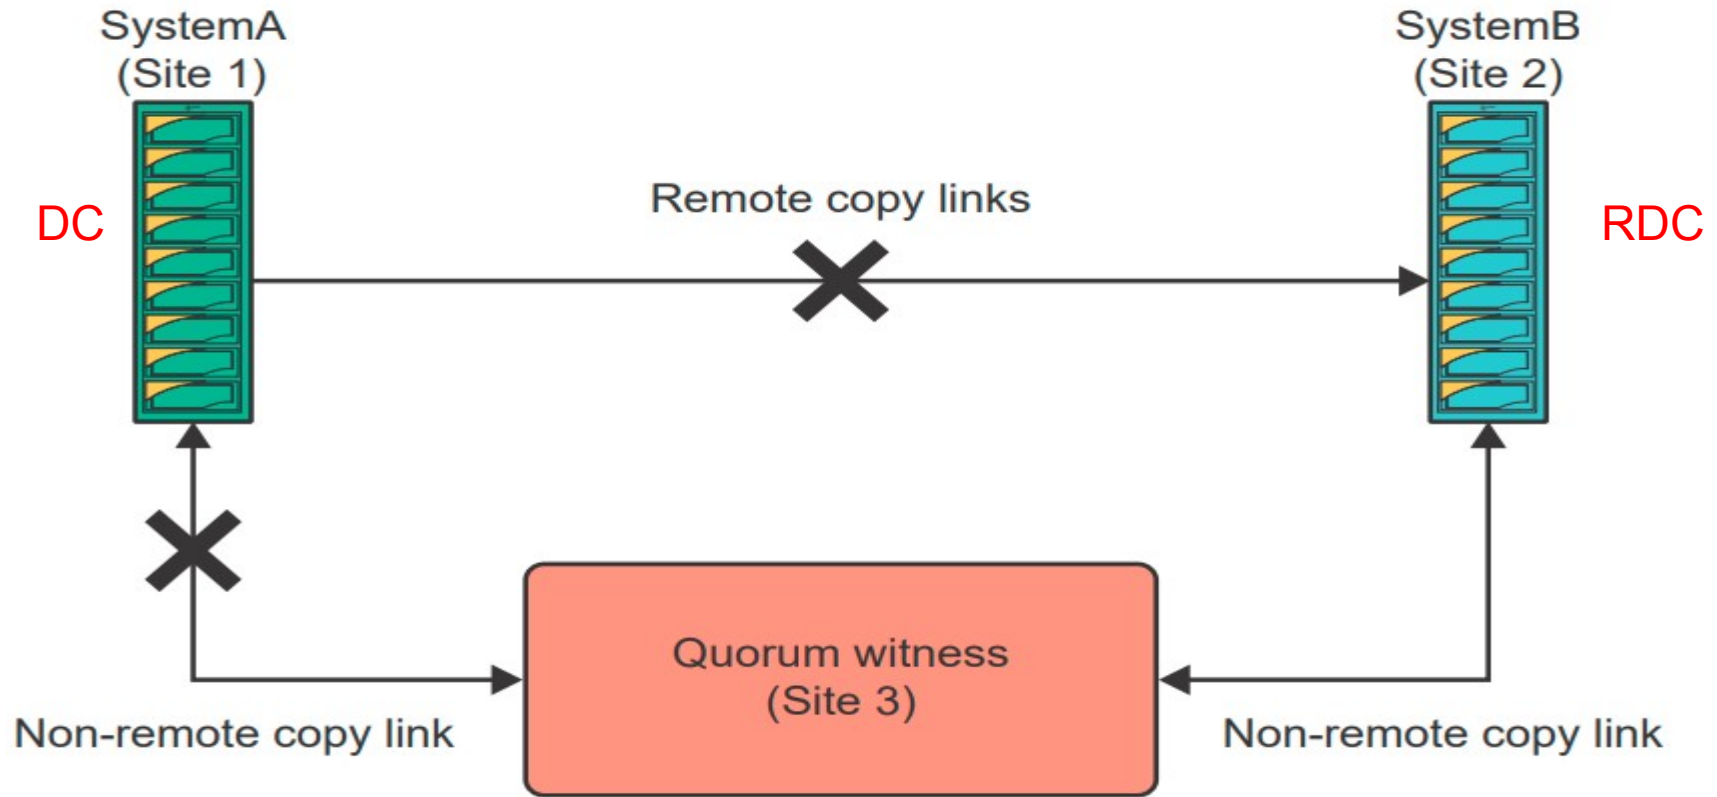 SystemA
(Site 1)
SystemB
(Site 2)
DC
Remote copy links
RDC
Quorum witness
(Site 3)
Non-remote copy link
Non-remote copy link